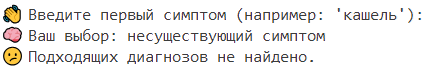 👋 Введите первый симптом (например: 'кашель'):
🧠 Ваш выбор: несуществующий симптом
😕 Подходящих диагнозов не найдено.